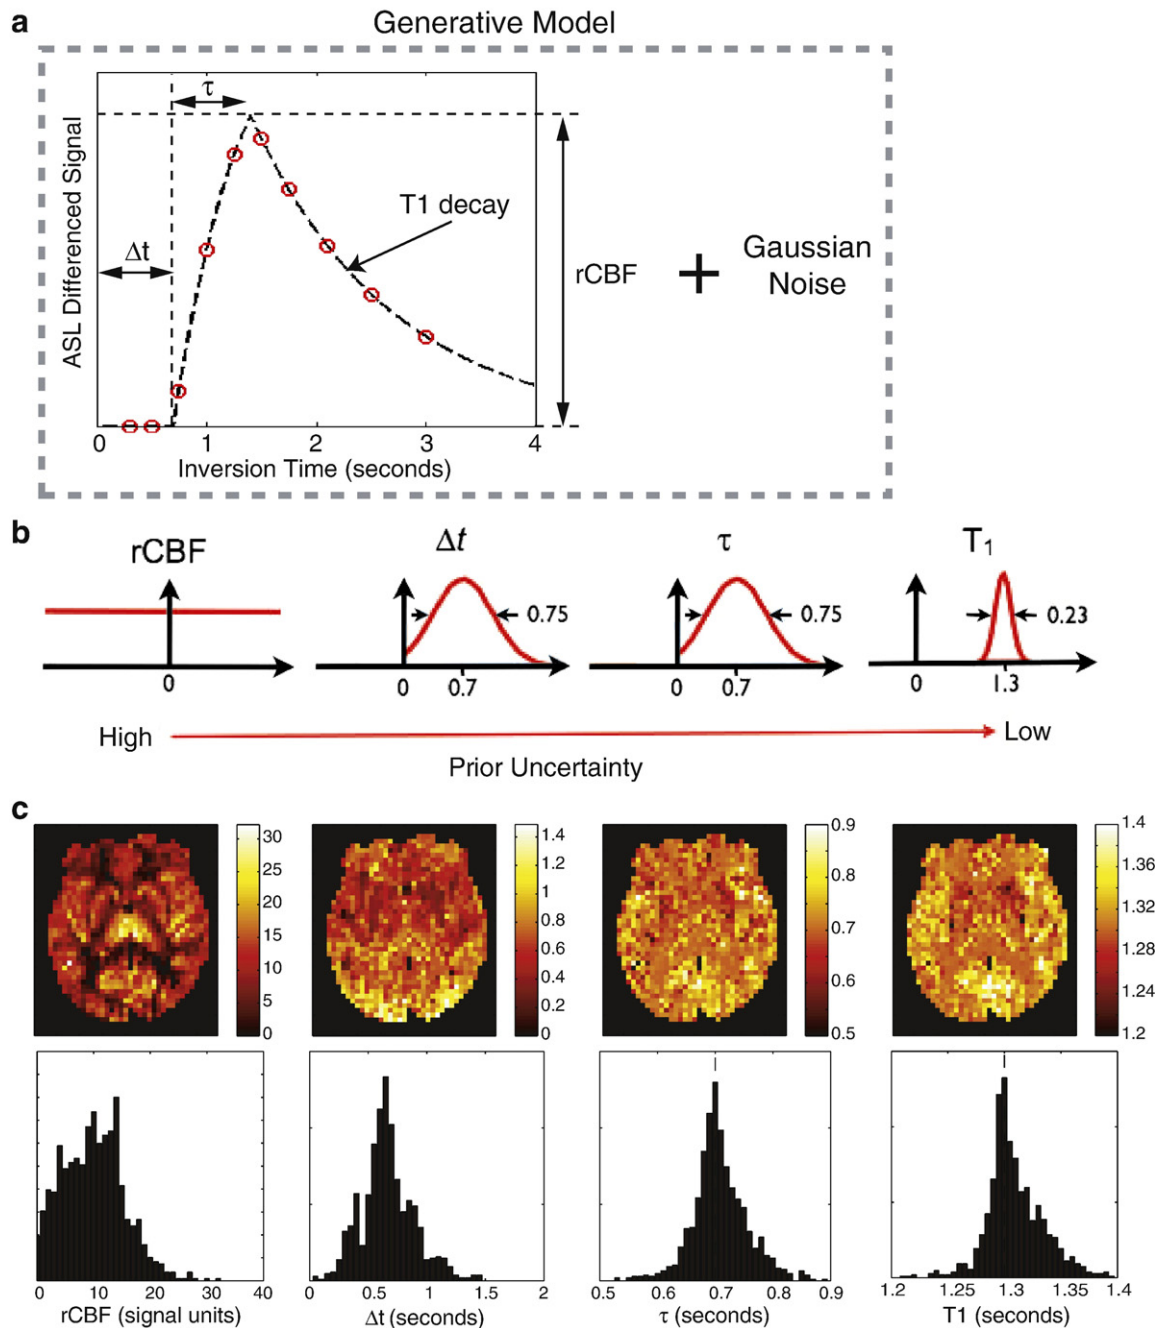 a
Generative Model
τ
Δt
T1 decay
ASL Differenced Signal
0 1 2 3 4
Inversion Time (seconds)
rCBF
+
Gaussian
Noise
b
rCBF
0
Δt
0.75
0 0.7
τ
0.75
0 0.7
T1
0.23
0 1.3
High
Low
Prior Uncertainty
c
30
25
20
15
10
5
0
1.4
1.2
1
0.8
0.6
0.4
0.2
0
0.9
0.8
0.7
0.6
0.5
1.4
1.36
1.32
1.28
1.24
1.2
0 10 20 30 40
rCBF (signal units)
0 0.5 1 1.5 2
Δt (seconds)
0.5 0.6 0.7 0.8 0.9
τ (seconds)
1.2 1.25 1.3 1.35 1.4
T1 (seconds)